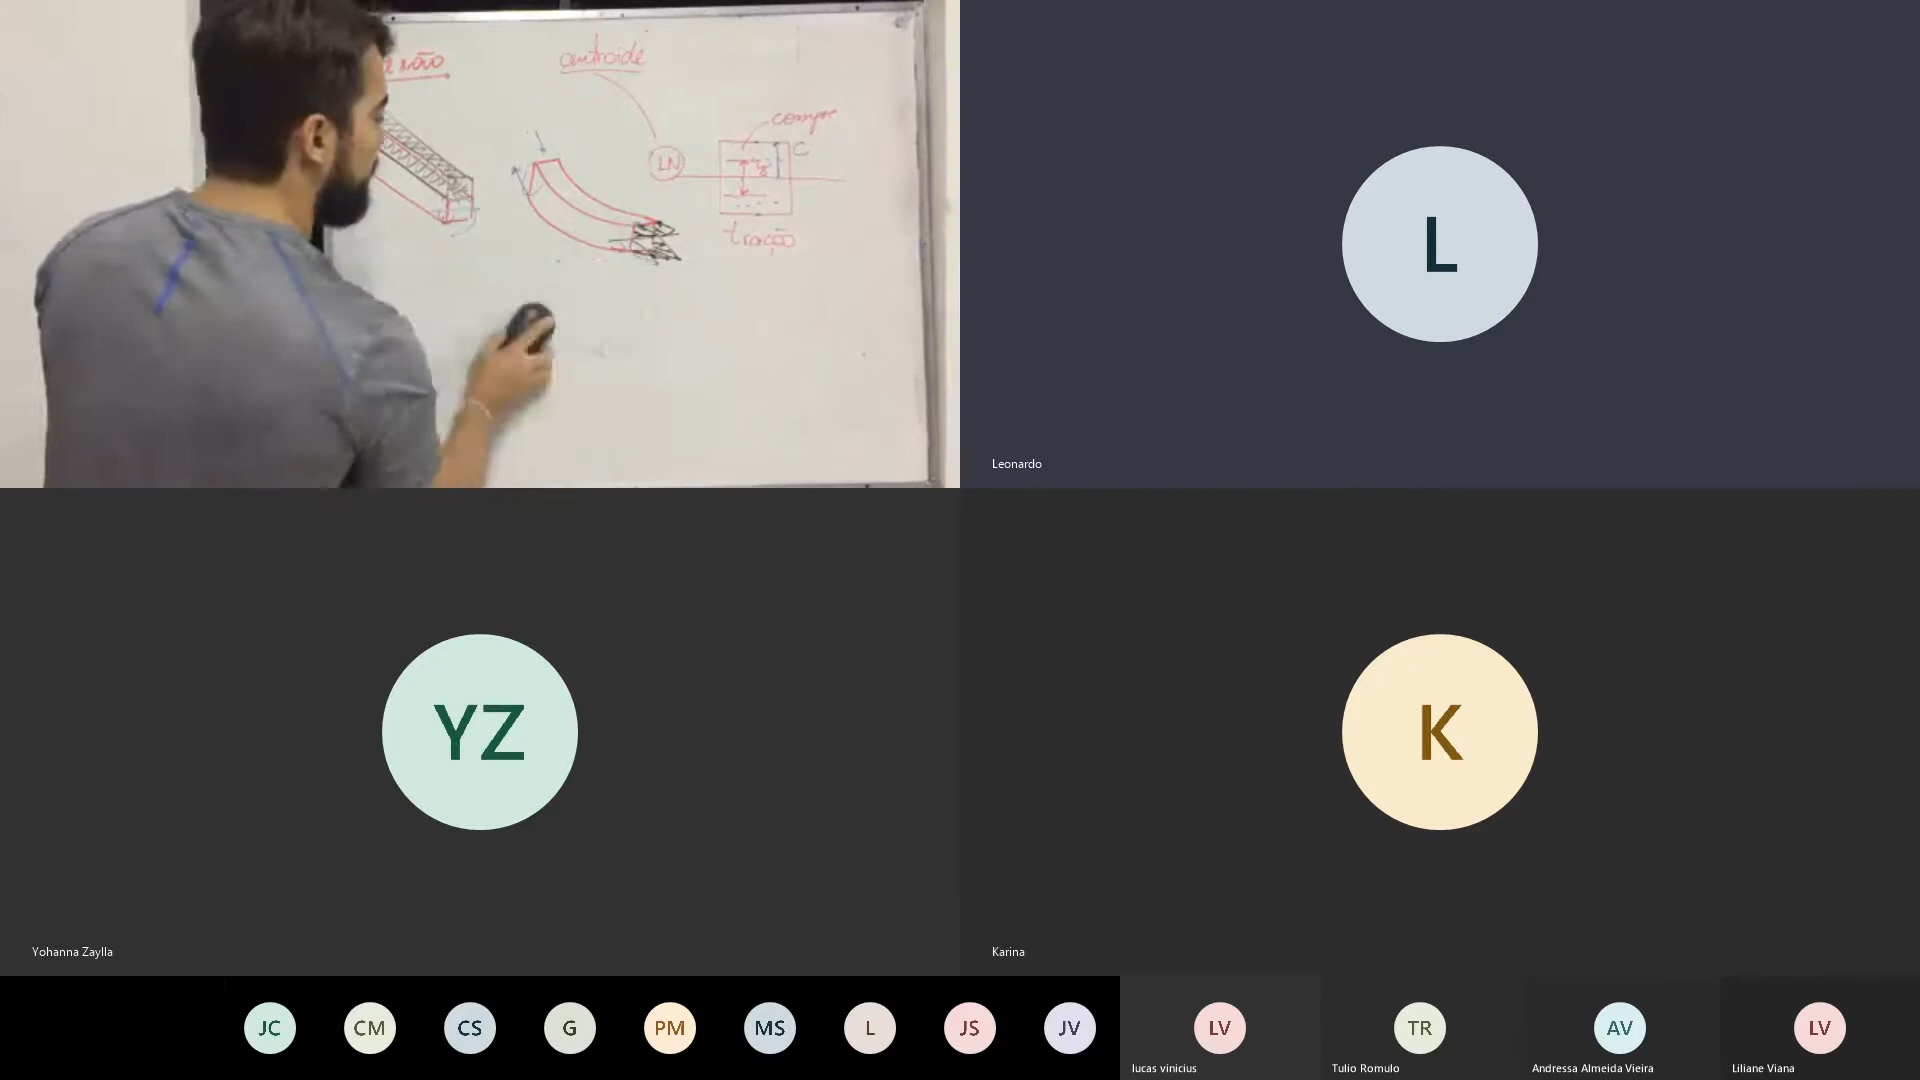 centroide
compr
LN
y
C
tração
L
Leonardo
YZ
Yohanna Zaylla
K
Karina
JC
CM
CS
G
PM
MS
L
JS
JV
LV
lucas vinicius
TR
Tulio Romulo
AV
Andressa Almeida Vieira
LV
Liliane Viana